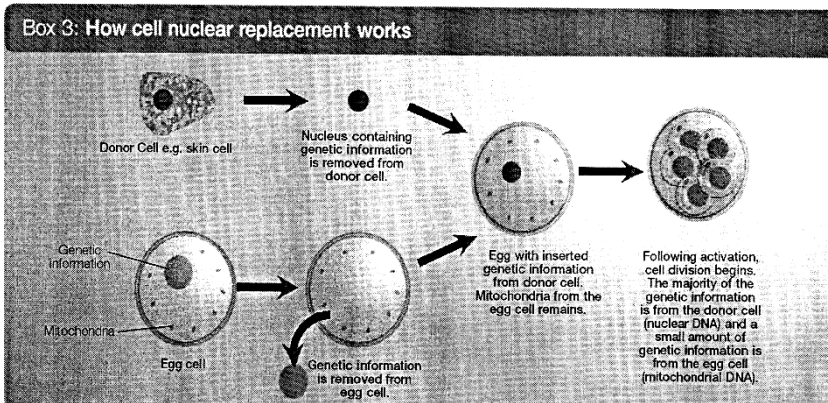 Box 3: How cell nuclear replacement works
Donor Cell e.g. skin cell
Nucleus containing
genetic information
is removed from
donor cell.
Genetic
information
Mitochondria
Egg cell
Genetic information
is removed from
egg cell.
Egg with inserted
genetic information
from donor cell.
Mitochondria from the
egg cell remains.
Following activation,
cell division begins.
The majority of the
genetic information
is from the donor cell
(nuclear DNA) and a
small amount of
genetic information is
from the egg cell
(mitochondrial DNA).